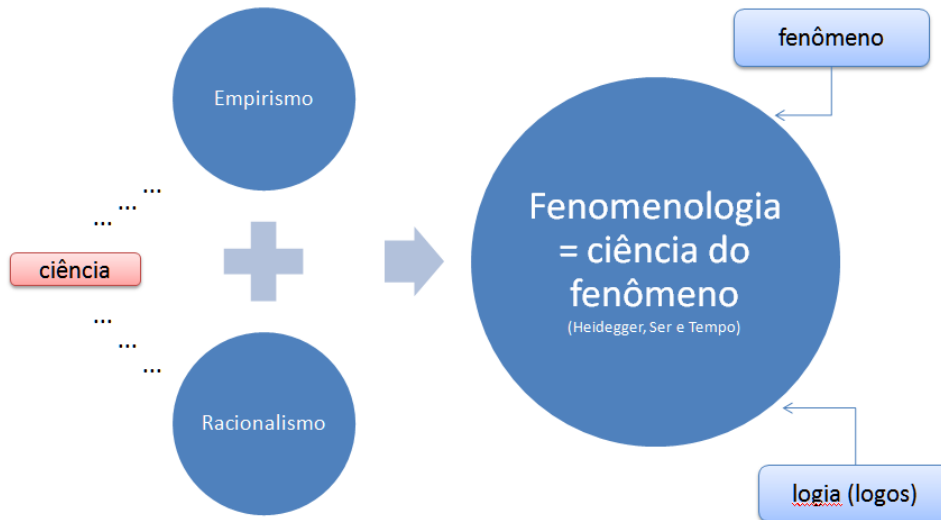 fenômeno
Empirismo
...
...
...
ciência
Fenomenologia
= ciência do
fenômeno
(Heidegger, Ser e Tempo)
...
...
...
Racionalismo
logia (logos)